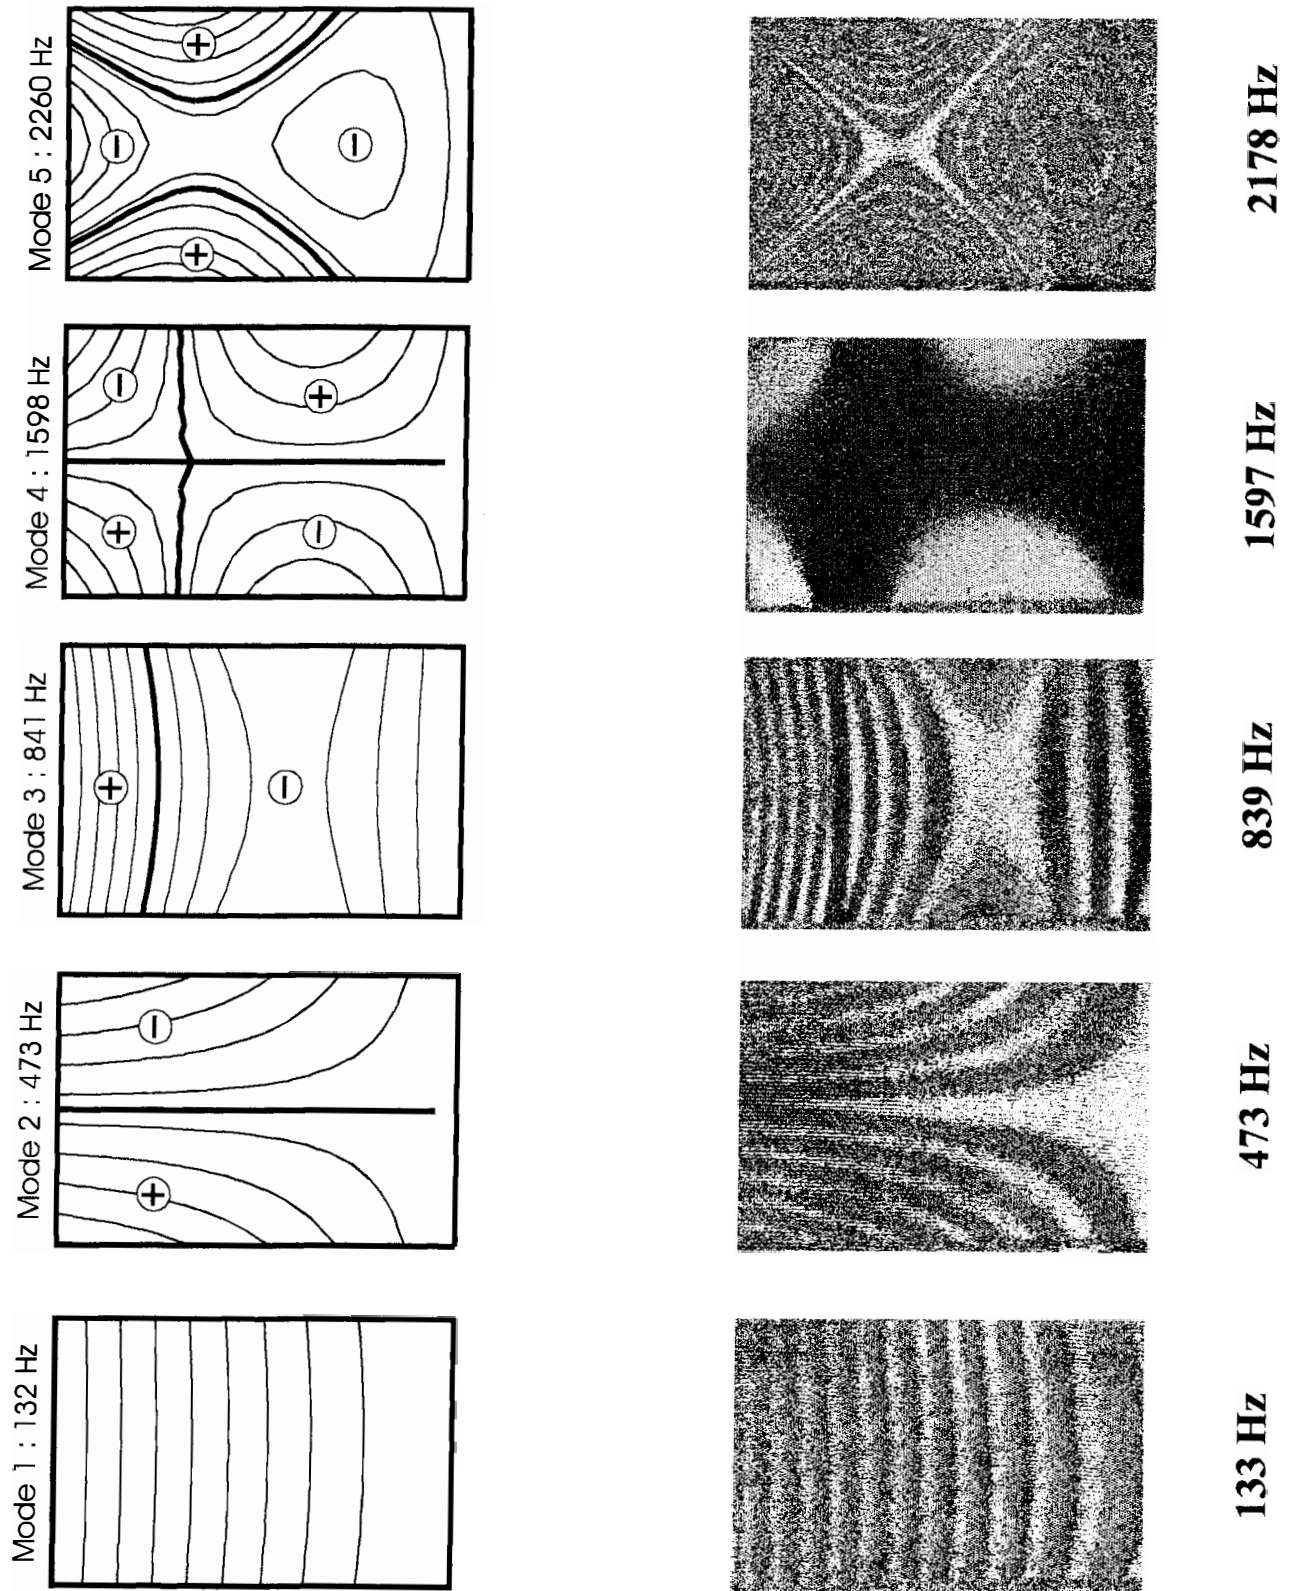 Mode 1 : 132 Hz
Mode 2 : 473 Hz
Mode 3 : 841 Hz
Mode 4 : 1598 Hz
Mode 5 : 2260 Hz
+
−
+
−
+
−
−
+
+
−
−
+
133 Hz
473 Hz
839 Hz
1597 Hz
2178 Hz